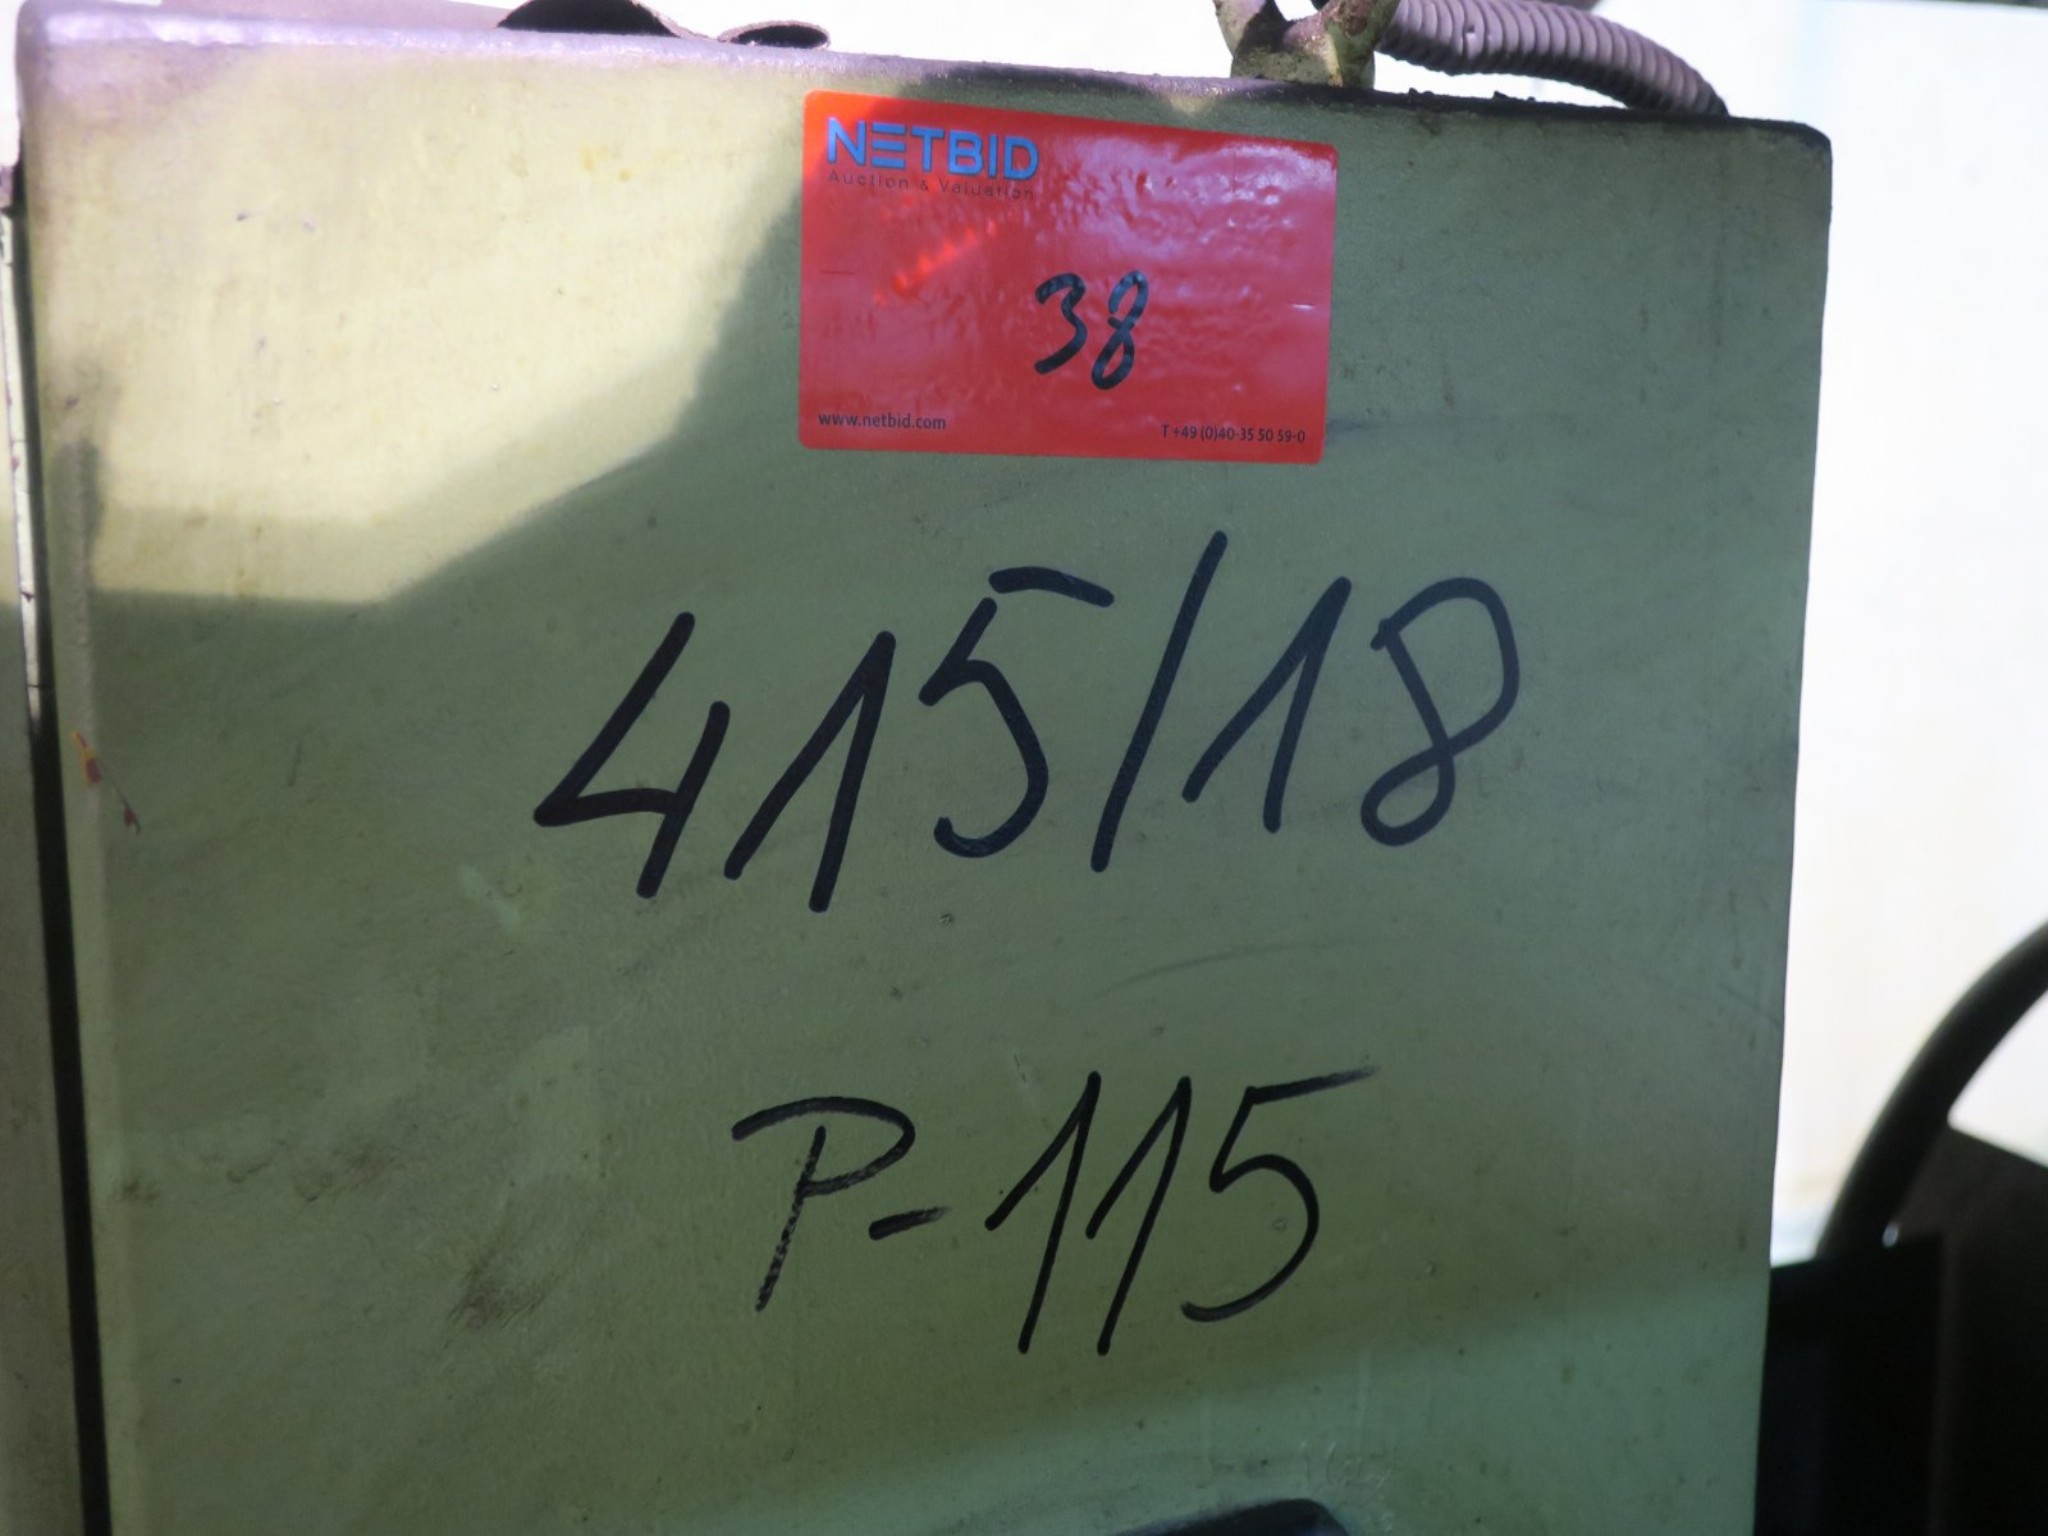 NETBID
Auction & Valuation
38
www.netbid.com T +49 (0)40-35 50 59-0
415/18
P-115